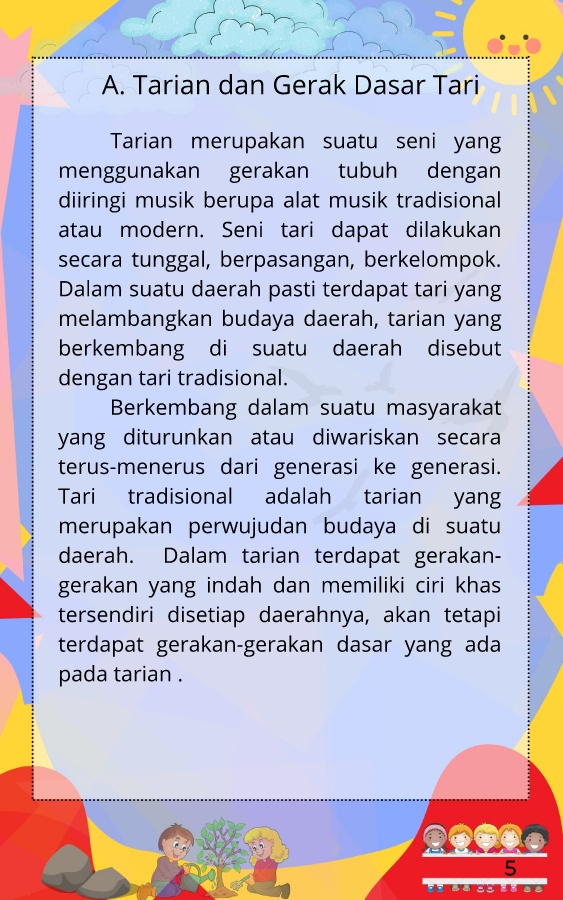 A. Tarian dan Gerak Dasar Tari
Tarian merupakan suatu seni yang
menggunakan gerakan tubuh dengan
diiringi musik berupa alat musik tradisional
atau modern. Seni tari dapat dilakukan
secara tunggal, berpasangan, berkelompok.
Dalam suatu daerah pasti terdapat tari yang
melambangkan budaya daerah, tarian yang
berkembang di suatu daerah disebut
dengan tari tradisional.
Berkembang dalam suatu masyarakat
yang diturunkan atau diwariskan secara
terus-menerus dari generasi ke generasi.
Tari tradisional adalah tarian yang
merupakan perwujudan budaya di suatu
daerah. Dalam tarian terdapat gerakan-
gerakan yang indah dan memiliki ciri khas
tersendiri disetiap daerahnya, akan tetapi
terdapat gerakan-gerakan dasar yang ada
pada tarian .
5